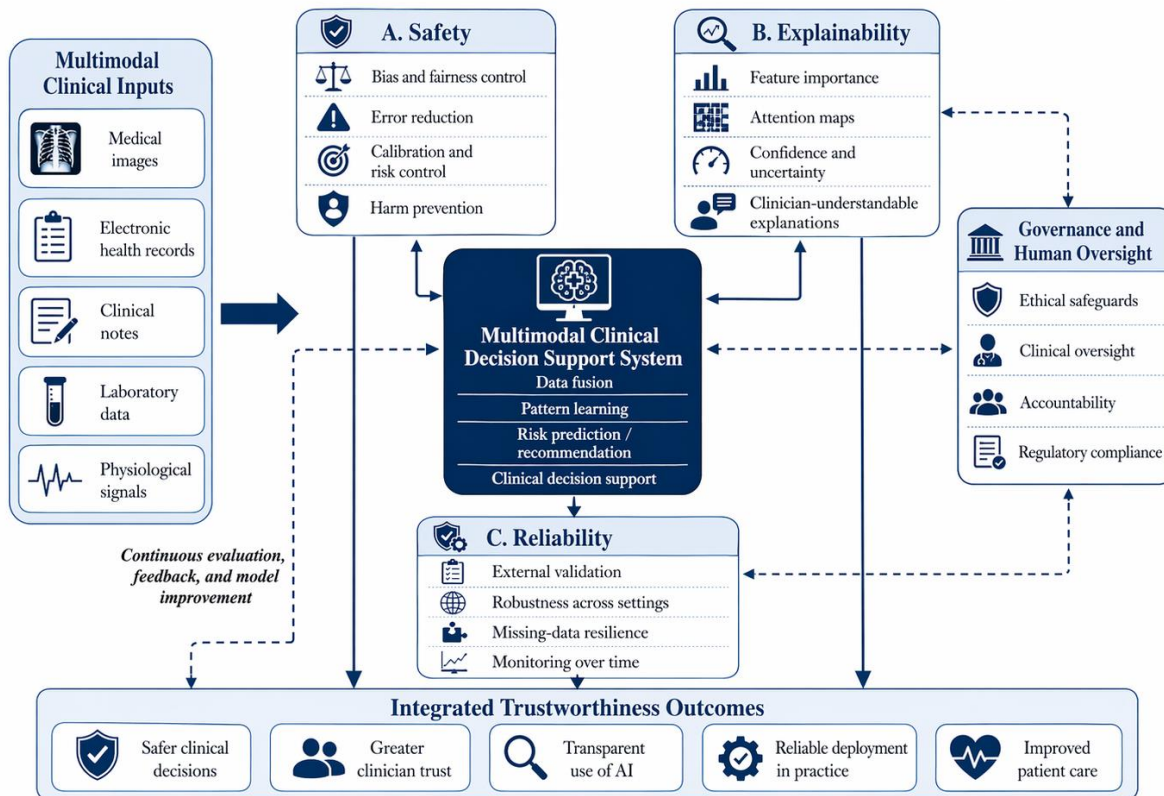 Multimodal
Clinical Inputs
Medical
images
Electronic
health records
Clinical
notes
Laboratory
data
Physiological
signals
A. Safety
Bias and fairness control
Error reduction
Calibration and
risk control
Harm prevention
B. Explainability
Feature importance
Attention maps
Confidence and
uncertainty
Clinician-understandable
explanations
Multimodal Clinical
Decision Support System
Data fusion
Pattern learning
Risk prediction /
recommendation
Clinical decision support
Governance and
Human Oversight
Ethical safeguards
Clinical oversight
Accountability
Regulatory compliance
C. Reliability
External validation
Robustness across settings
Missing-data resilience
Monitoring over time
Continuous evaluation,
feedback, and model
improvement
Integrated Trustworthiness Outcomes
Safer clinical
decisions
Greater
clinician trust
Transparent
use of AI
Reliable deployment
in practice
Improved
patient care